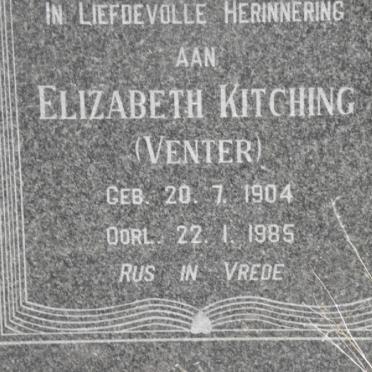 IN LIEFDEVOLLE HERINNERING
AAN
ELIZABETH KITCHING
(VENTER)
GEB. 20. 7. 1904
OORL. 22. 1. 1985
RUS IN VREDE